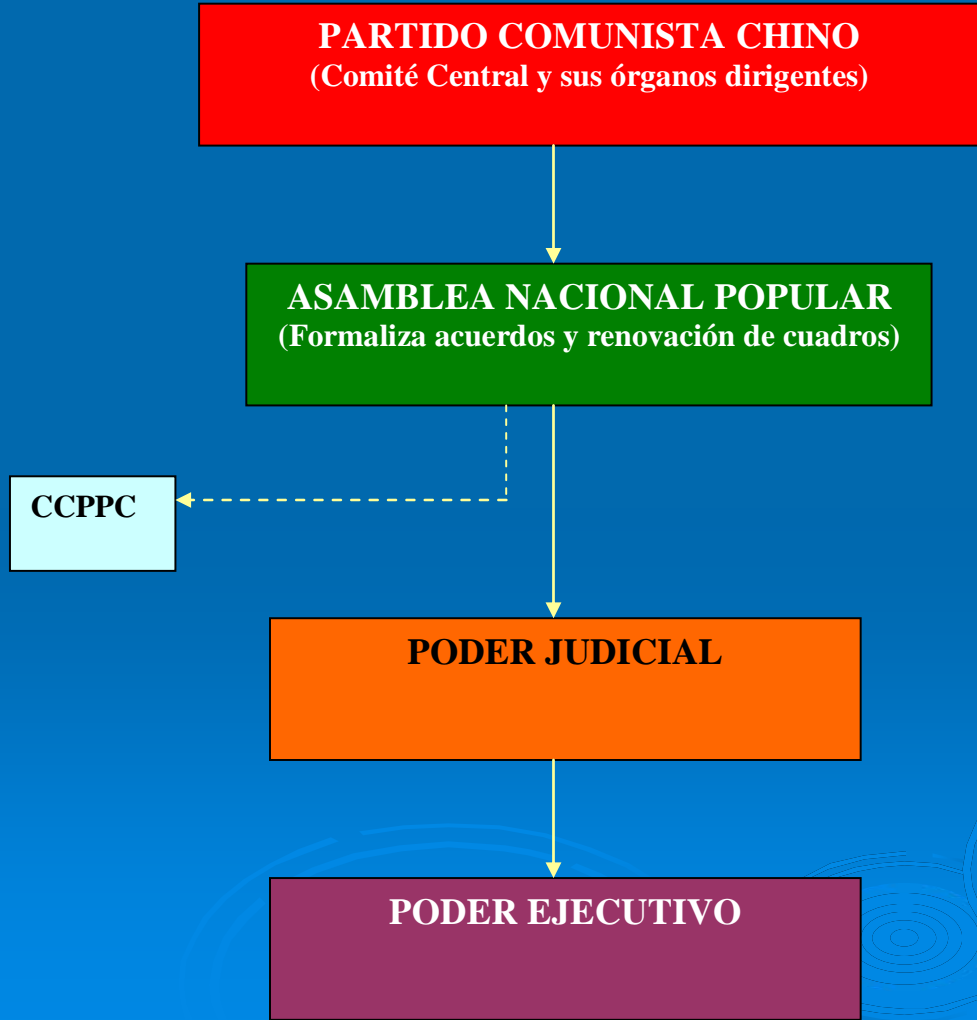 PARTIDO COMUNISTA CHINO
(Comité Central y sus órganos dirigentes)
ASAMBLEA NACIONAL POPULAR
(Formaliza acuerdos y renovación de cuadros)
CCPPC
PODER JUDICIAL
PODER EJECUTIVO